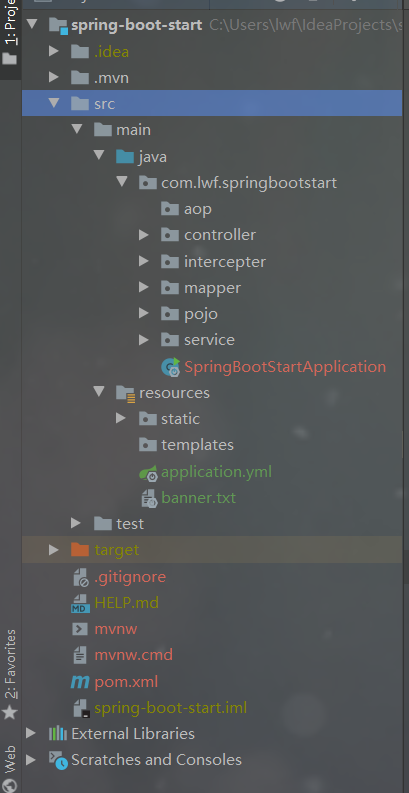 1: Proje
spring-boot-start C:\Users\lwf\IdeaProjects\s
.idea
.mvn
src
main
java
com.lwf.springbootstart
aop
controller
intercepter
mapper
pojo
service
SpringBootStartApplication
resources
static
templates
application.yml
banner.txt
test
target
.gitignore
HELP.md
mvnw
mvnw.cmd
pom.xml
spring-boot-start.iml
External Libraries
Scratches and Consoles
2: Favorites
Web